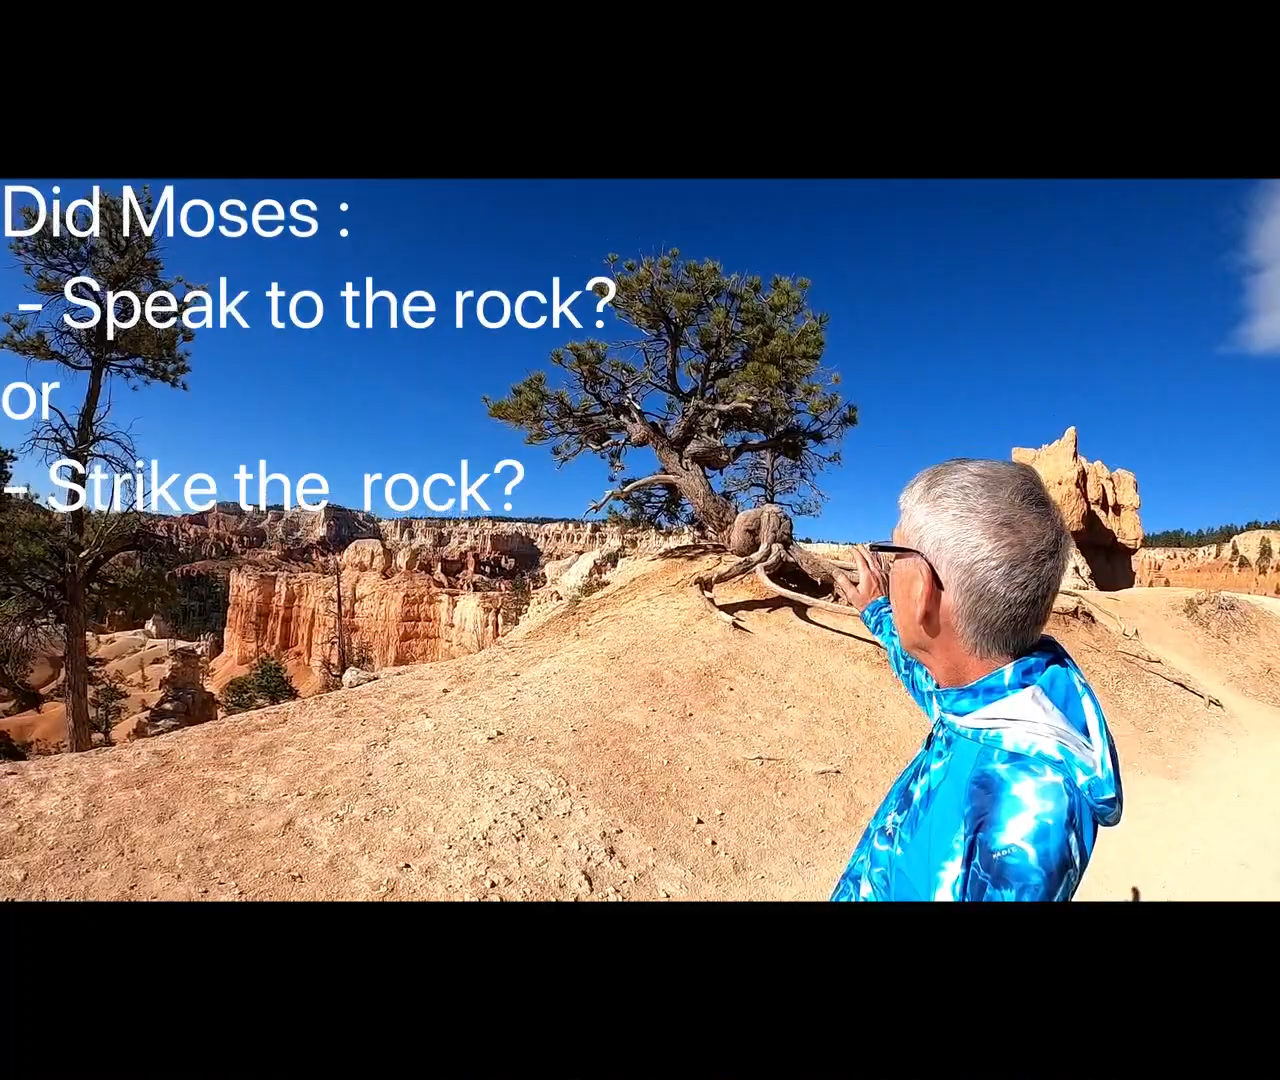 Did Moses :
- Speak to the rock?
or
- Strike the rock?